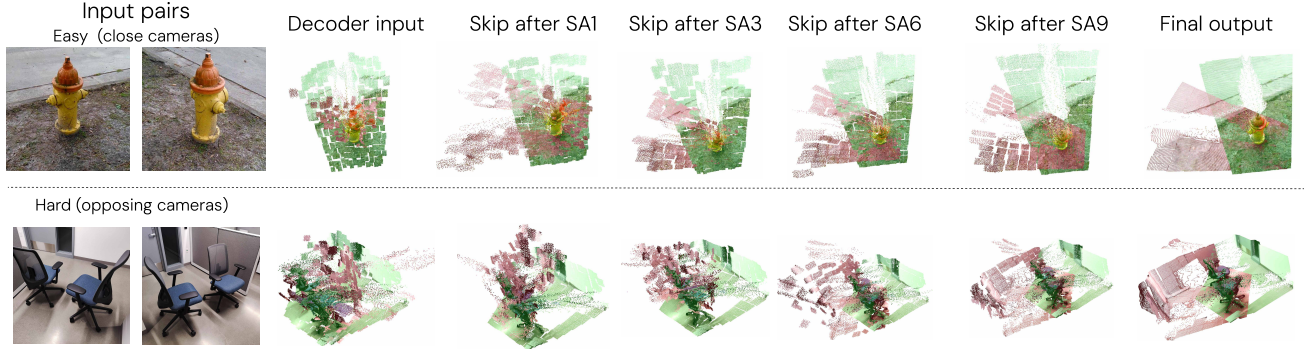 Input pairs
Easy (close cameras)
Decoder input
Skip after SA1
Skip after SA3
Skip after SA6
Skip after SA9
Final output
Hard (opposing cameras)